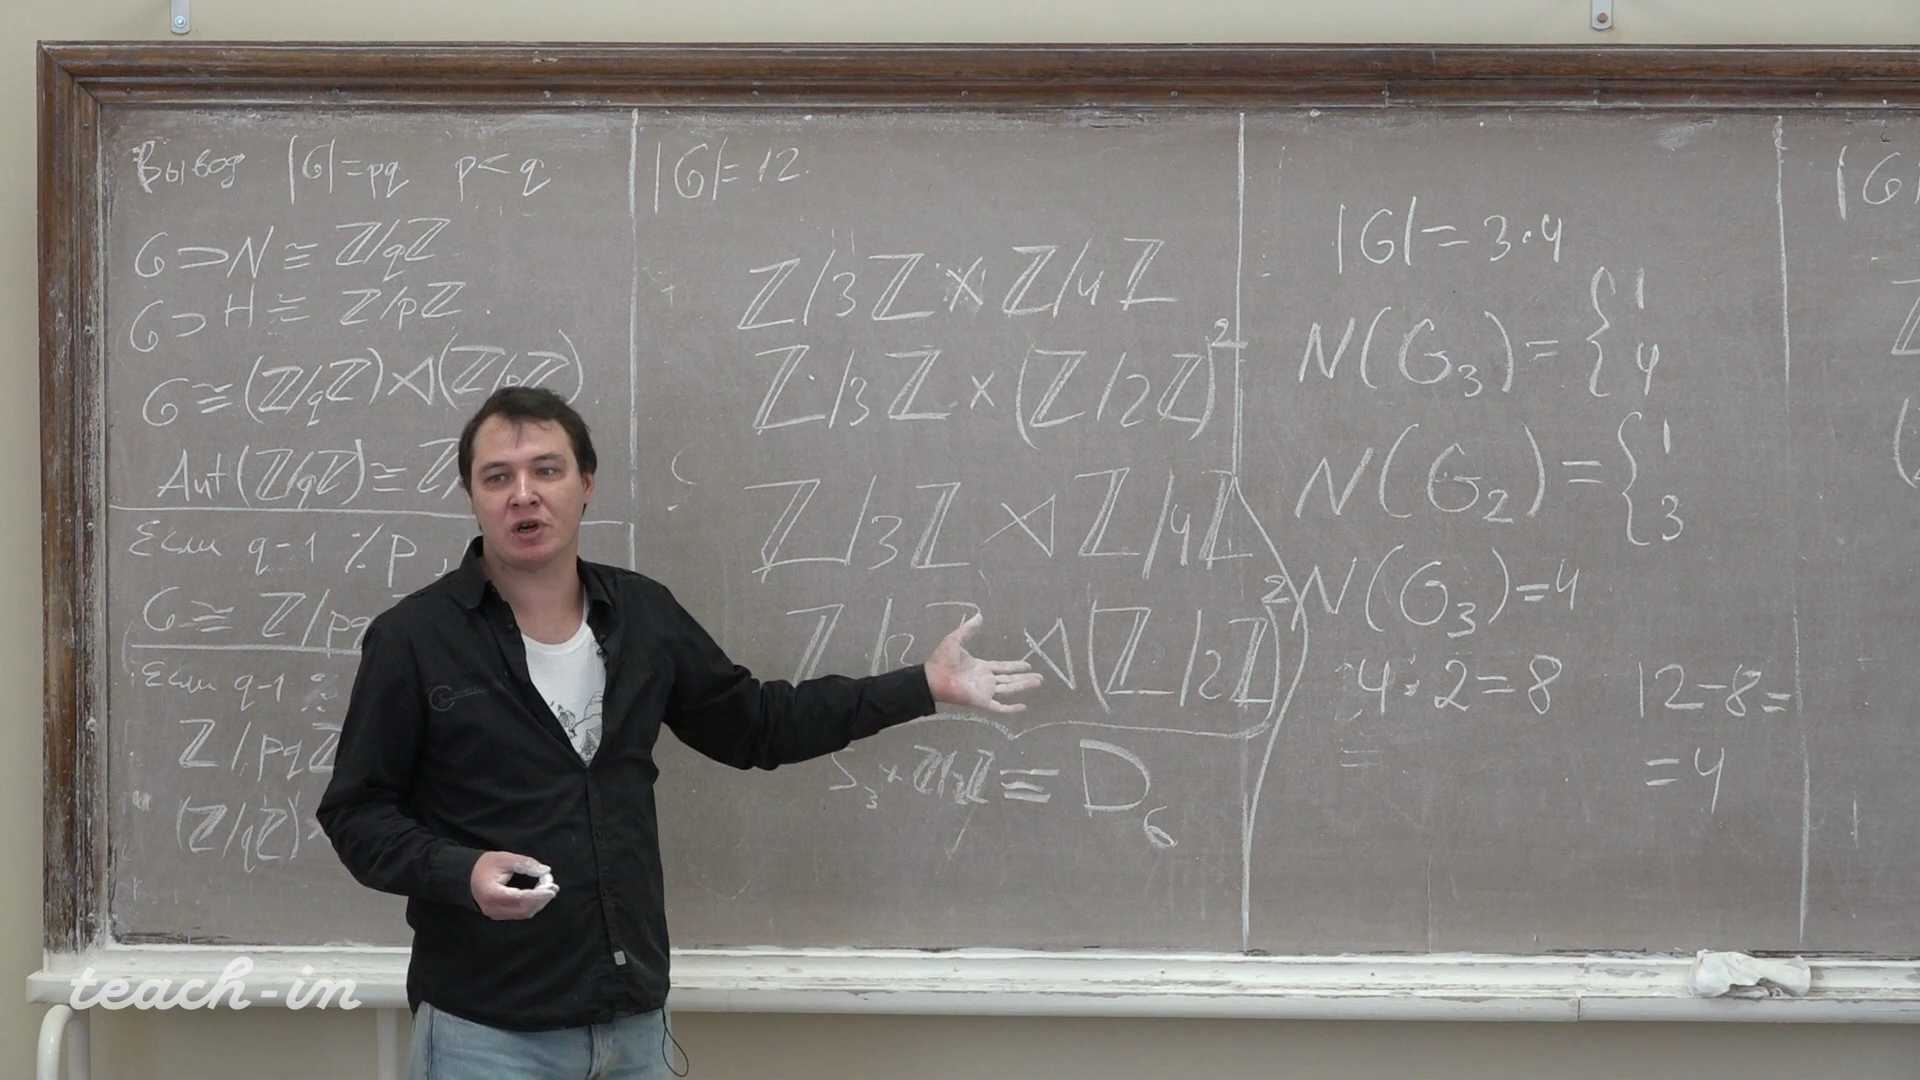 Вывод |G|=pq p<q
G⊃N≅ℤ/qℤ
G⊃H≅ℤ/pℤ.
G≅(ℤ/qℤ)⋊(ℤ/pℤ)
Aut(ℤ/qℤ)≅ℤ/
Если q-1 ⁒ p,
G≅ℤ/pq
Если q-1
ℤ/pqℤ
(ℤ/qℤ)
|G|=12.
ℤ/3ℤ×ℤ/4ℤ
ℤ/3ℤ×(ℤ/2ℤ)²
ℤ/3ℤ⋊ℤ/4ℤ
ℤ/3ℤ⋊(ℤ/2ℤ)²
S₃×ℤ/2ℤ≅D₆
|G|=3·4
N(G₃)={1
4
N(G₂)={1
3
N(G₃)=4
4·2=8 12-8=
=4
|G|
teach-in